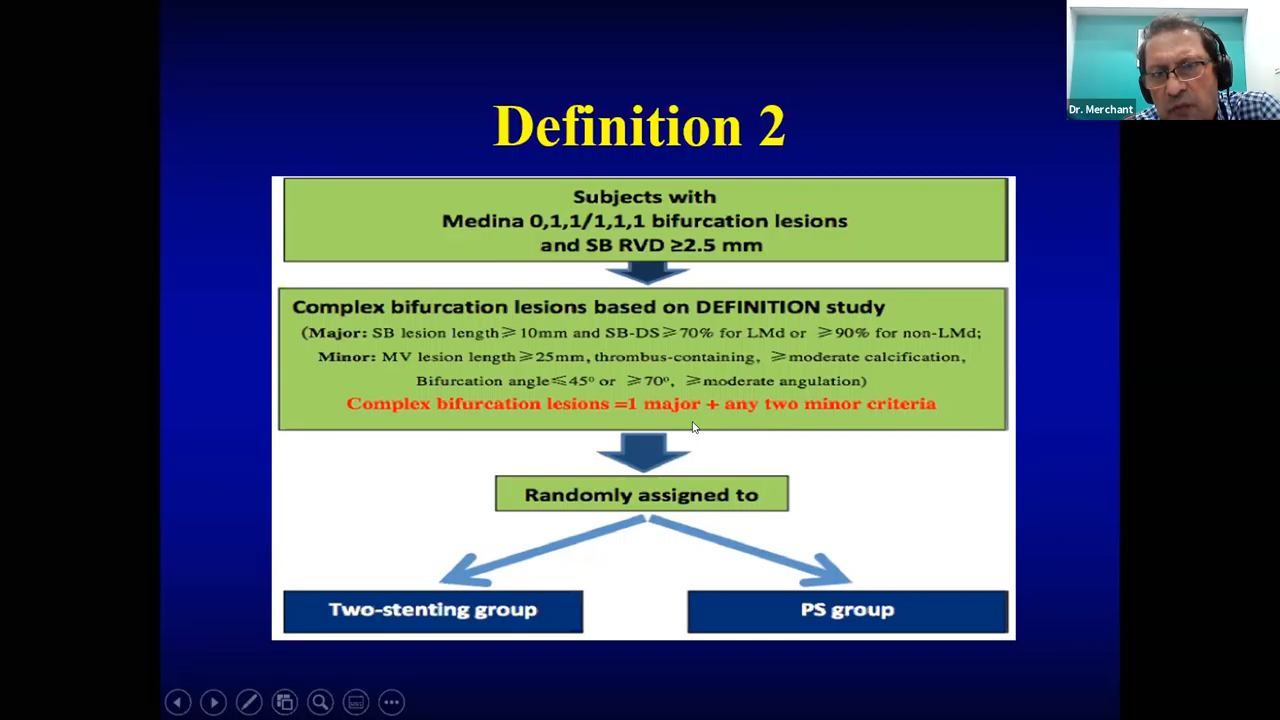 Dr. Merchant
Definition 2
Subjects with
Medina 0,1,1/1,1,1 bifurcation lesions
and SB RVD ≥2.5 mm
Complex bifurcation lesions based on DEFINITION study
(Major: SB lesion length≥10mm and SB-DS≥70% for LMd or ≥90% for non-LMd;
Minor: MV lesion length≥25mm, thrombus-containing, ≥moderate calcification,
Bifurcation angle≤45⁰ or ≥70⁰, ≥moderate angulation)
Complex bifurcation lesions =1 major + any two minor criteria
Randomly assigned to
Two-stenting group
PS group